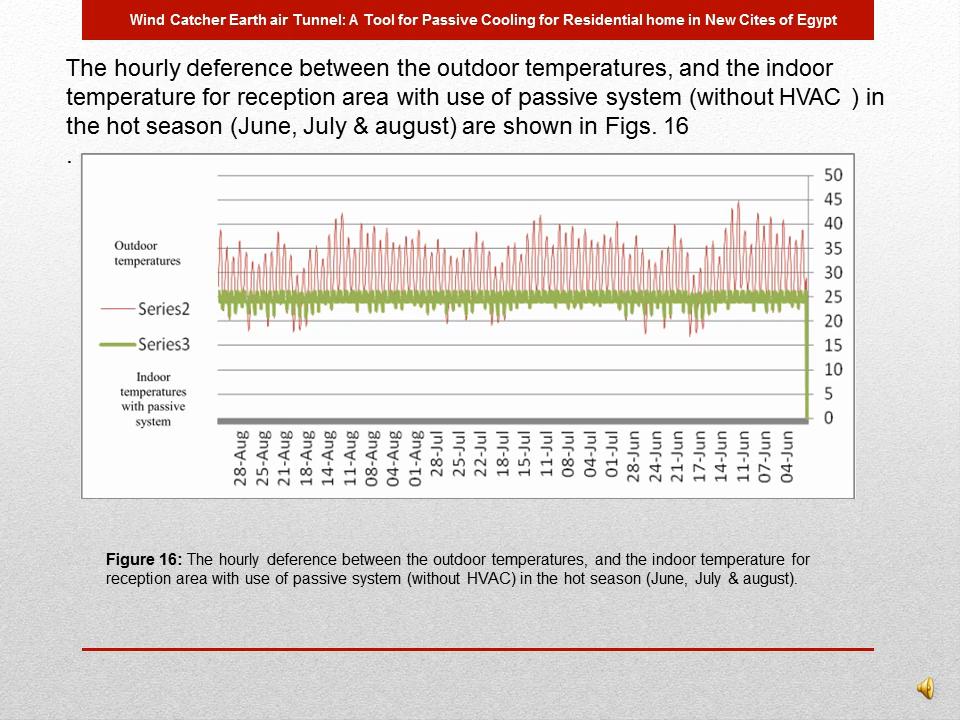 Wind Catcher Earth air Tunnel: A Tool for Passive Cooling for Residential home in New Cites of Egypt
The hourly deference between the outdoor temperatures, and the indoor
temperature for reception area with use of passive system (without HVAC ) in
the hot season (June, July & august) are shown in Figs. 16
.
Outdoor
temperatures
Series2
Series3
Indoor
temperatures
with passive
system
50
45
40
35
30
25
20
15
10
5
0
28-Aug
25-Aug
21-Aug
18-Aug
14-Aug
11-Aug
08-Aug
04-Aug
01-Aug
28-Jul
25-Jul
22-Jul
18-Jul
15-Jul
11-Jul
08-Jul
04-Jul
01-Jul
28-Jun
24-Jun
21-Jun
17-Jun
14-Jun
11-Jun
07-Jun
04-Jun
Figure 16: The hourly deference between the outdoor temperatures, and the indoor temperature for
reception area with use of passive system (without HVAC) in the hot season (June, July & august).